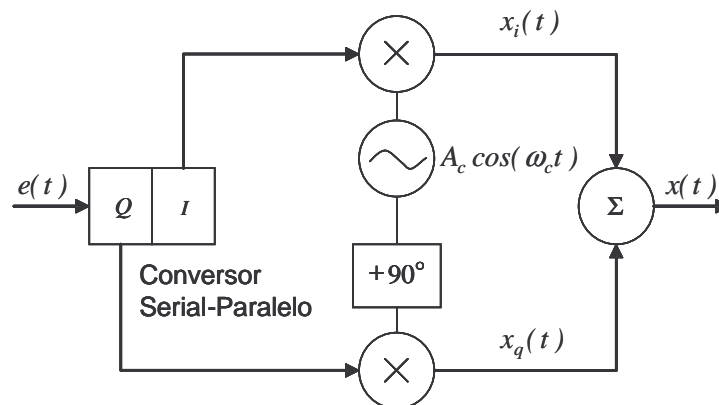 x_i(t)
×
e(t)
A_c cos(ω_c t)
x(t)
Q I
Σ
Conversor
Serial-Paralelo
+90°
x_q(t)
×